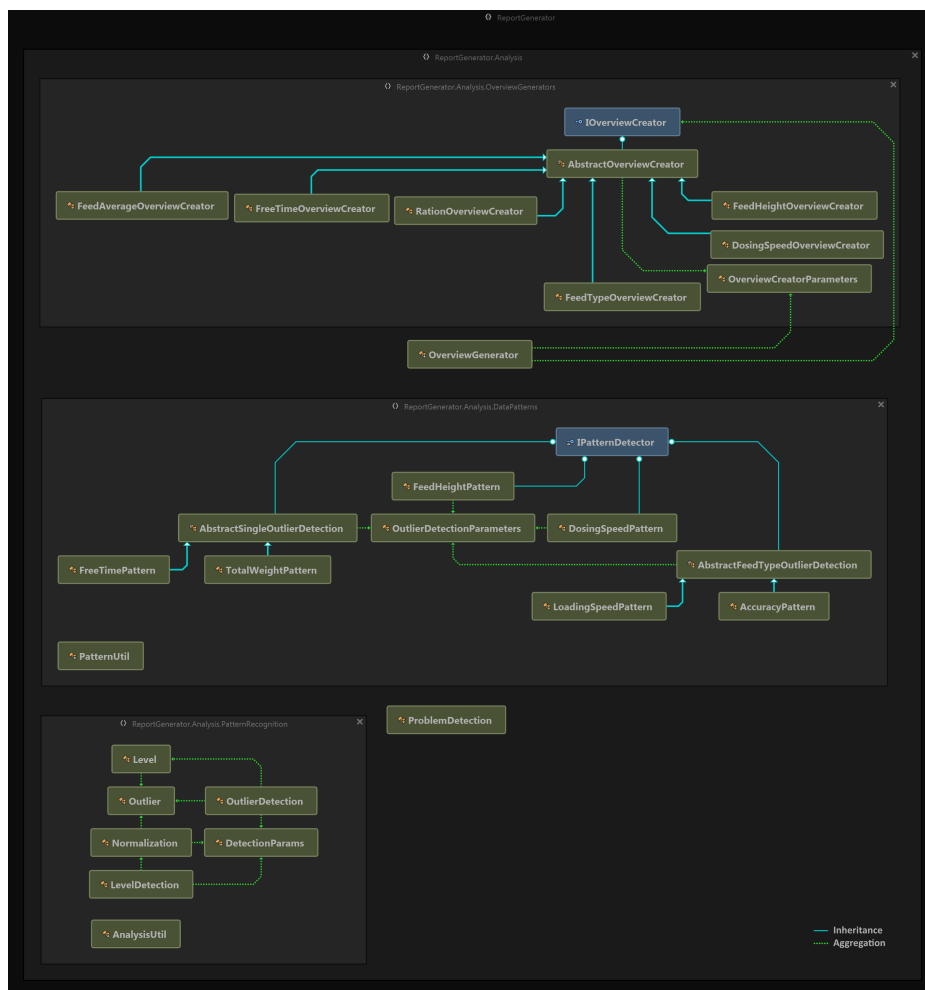 ReportGenerator
ReportGenerator.Analysis
ReportGenerator.Analysis.OverviewGenerators
IOverviewCreator
AbstractOverviewCreator
FeedAverageOverviewCreator
FreeTimeOverviewCreator
RationOverviewCreator
FeedHeightOverviewCreator
DosingSpeedOverviewCreator
OverviewCreatorParameters
FeedTypeOverviewCreator
OverviewGenerator
ReportGenerator.Analysis.DataPatterns
IPatternDetector
FeedHeightPattern
AbstractSingleOutlierDetection
OutlierDetectionParameters
DosingSpeedPattern
FreeTimePattern
TotalWeightPattern
AbstractFeedTypeOutlierDetection
LoadingSpeedPattern
AccuracyPattern
PatternUtil
ReportGenerator.Analysis.PatternRecognition
ProblemDetection
Level
Outlier
OutlierDetection
Normalization
DetectionParams
LevelDetection
AnalysisUtil
Inheritance
Aggregation